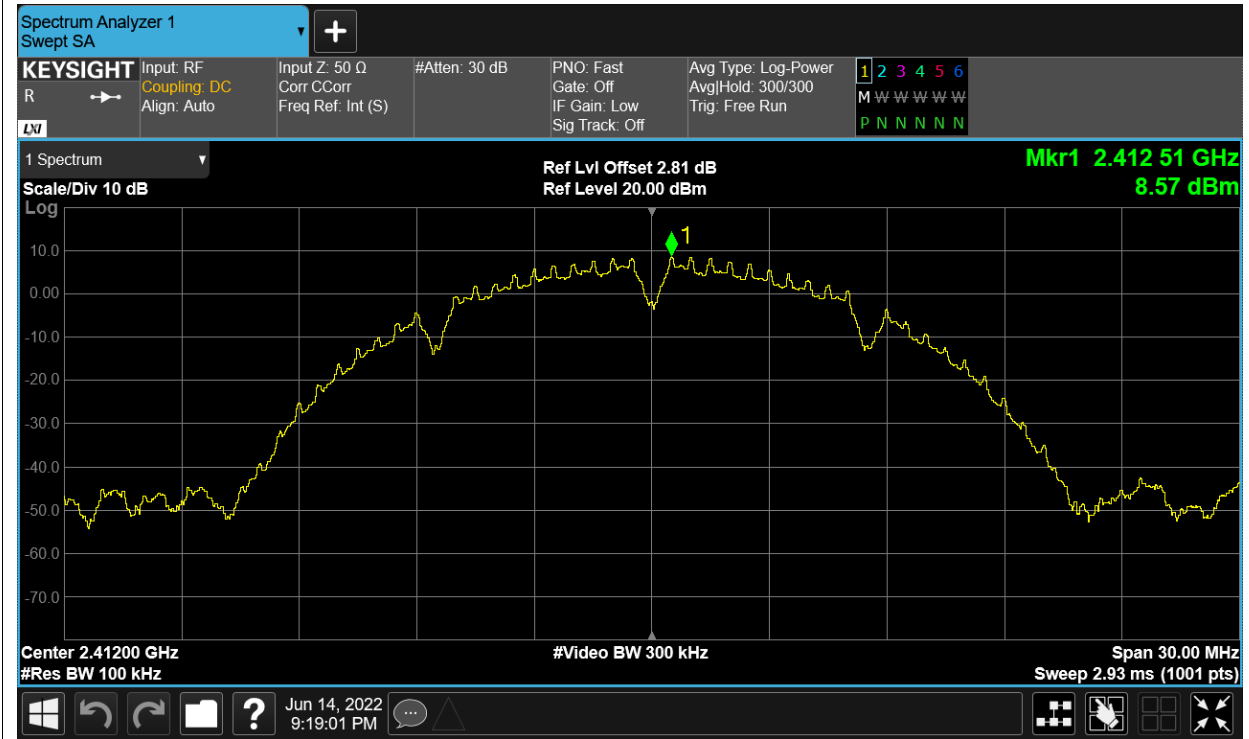 Spectrum Analyzer 1
Swept SA
KEYSIGHT
R
LXI
Input: RF
Coupling: DC
Align: Auto
Input Z: 50 Ω
Corr CCorr
Freq Ref: Int (S)
#Atten: 30 dB
PNO: Fast
Gate: Off
IF Gain: Low
Sig Track: Off
Avg Type: Log-Power
Avg|Hold: 300/300
Trig: Free Run
1 2 3 4 5 6
M W W W W W
P N N N N N
1 Spectrum
Scale/Div 10 dB
Log
Ref Lvl Offset 2.81 dB
Ref Level 20.00 dBm
Mkr1 2.412 51 GHz
8.57 dBm
1
10.0
0.00
-10.0
-20.0
-30.0
-40.0
-50.0
-60.0
-70.0
Center 2.41200 GHz
#Video BW 300 kHz
Span 30.00 MHz
#Res BW 100 kHz
Sweep 2.93 ms (1001 pts)
?
Jun 14, 2022
9:19:01 PM